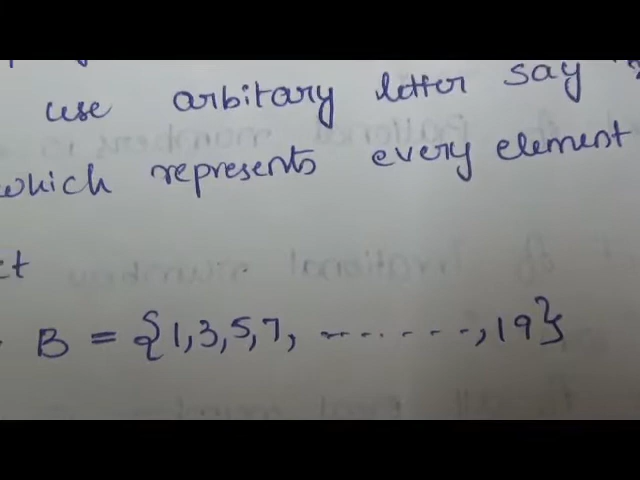 use arbitary letter say
which represents every element
B = {1,3,5,7, ........, 19}